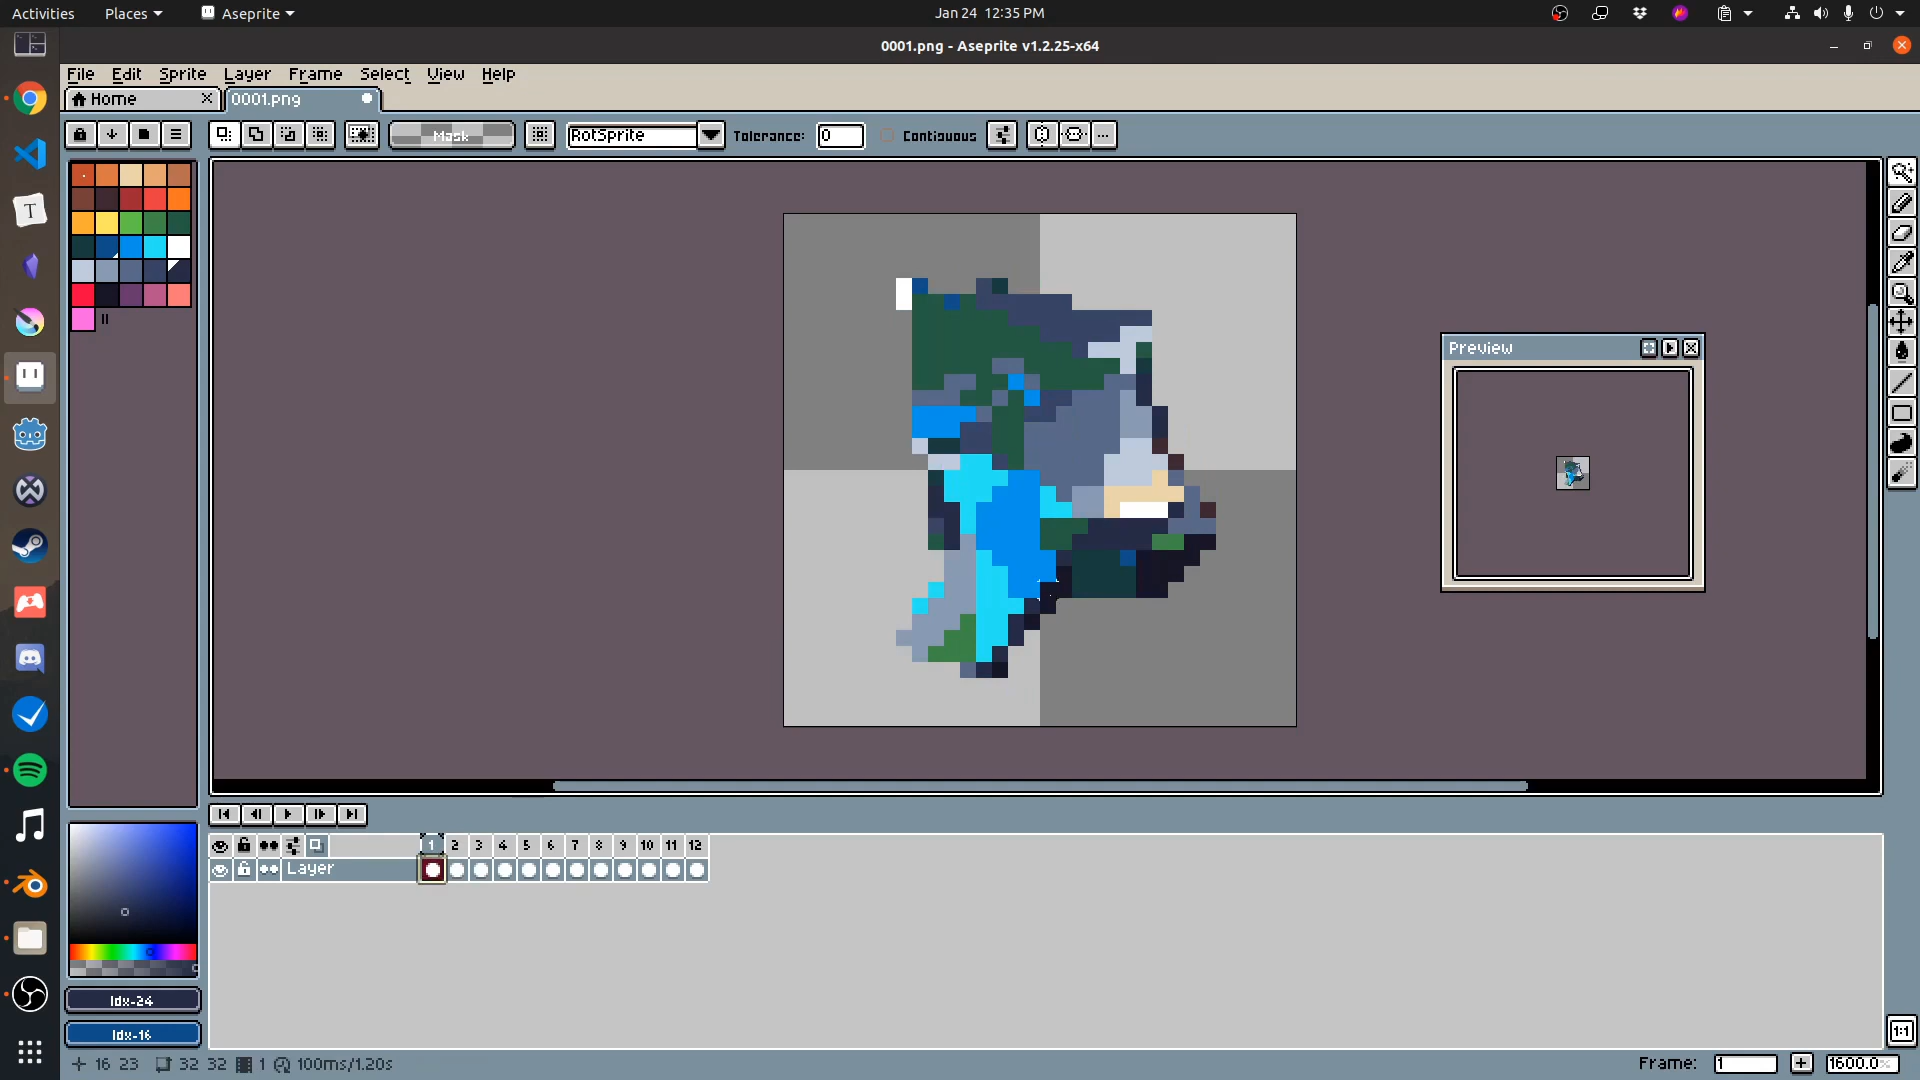 Activities Places Aseprite Jan 24 12:35 PM
0001.png - Aseprite v1.2.25-x64
File Edit Sprite Layer Frame Select View Help
Home 0001.png
Mask RotSprite Tolerance: 0 Contiguous ...
T
Preview
1 2 3 4 5 6 7 8 9 10 11 12
Layer
Idx-24
Idx-16
1:1
16 23 32 32 1 100ms/1.20s Frame: 1 + 1600.0